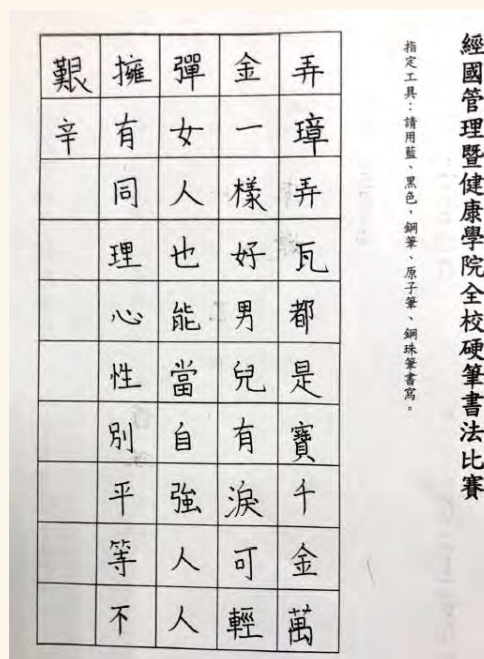 經國管理暨健康學院全校硬筆書法比賽
指定工具：請用藍、黑色，鋼筆、原子筆、鋼珠筆書寫。
弄璋弄瓦都是寶千金萬
金一樣好男兒有淚可輕
彈女人也能當自強人人
擁有同理心性別平等不
艱辛